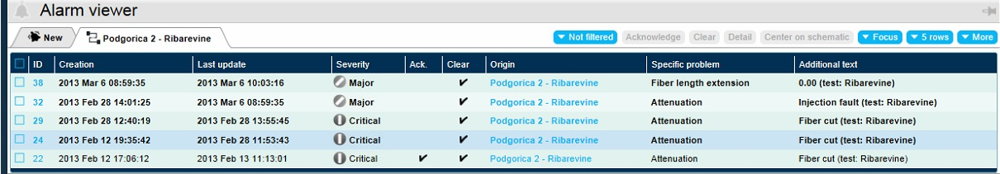 Alarm viewer
New Podgorica 2 - Ribarevine Not filtered Acknowledge Clear Detail Center on schematic Focus 5 rows More
ID Creation Last update Severity Ack. Clear Origin Specific problem Additional text
38 2013 Mar 6 08:59:35 2013 Mar 6 10:03:16 Major ✔ Podgorica 2 - Ribarevine Fiber length extension 0.00 (test: Ribarevine)
32 2013 Feb 28 14:01:25 2013 Mar 6 08:59:35 Major ✔ Podgorica 2 - Ribarevine Attenuation Injection fault (test: Ribarevine)
29 2013 Feb 28 12:40:19 2013 Feb 28 13:55:45 Critical ✔ Podgorica 2 - Ribarevine Attenuation Fiber cut (test: Ribarevine)
24 2013 Feb 12 19:35:42 2013 Feb 28 11:53:43 Critical ✔ Podgorica 2 - Ribarevine Attenuation Fiber cut (test: Ribarevine)
22 2013 Feb 12 17:06:12 2013 Feb 13 11:13:01 Critical ✔ ✔ Podgorica 2 - Ribarevine Attenuation Fiber cut (test: Ribarevine)